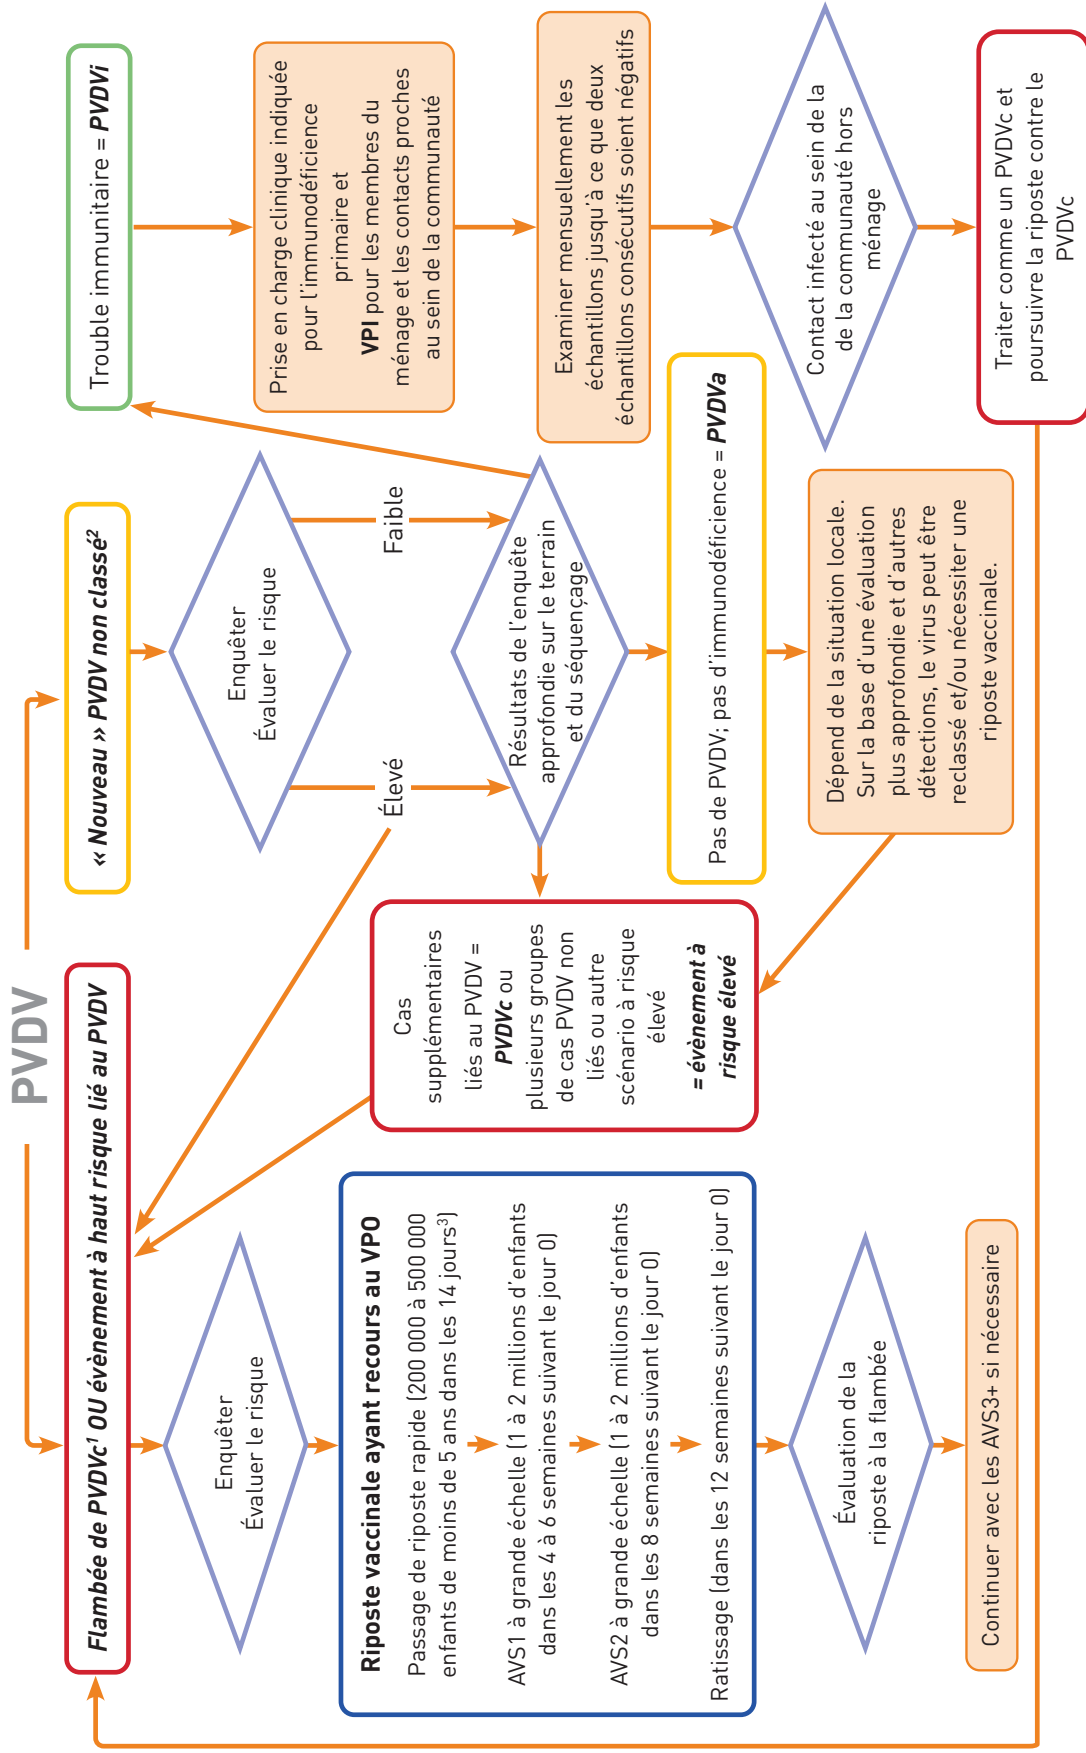 PVDV
Flambée de PVDVc¹ OU évènement à haut risque lié au PVDV
Enquêter
Évaluer le risque
Riposte vaccinale ayant recours au VPO
Passage de riposte rapide (200 000 à 500 000
enfants de moins de 5 ans dans les 14 jours³)
AVS1 à grande échelle (1 à 2 millions d'enfants
dans les 4 à 6 semaines suivant le jour 0)
AVS2 à grande échelle (1 à 2 millions d'enfants
dans les 8 semaines suivant le jour 0)
Ratissage (dans les 12 semaines suivant le jour 0)
Évaluation de la
riposte à la flambée
Continuer avec les AVS3+ si nécessaire
« Nouveau » PVDV non classé²
Enquêter
Évaluer le risque
Élevé
Faible
Résultats de l'enquête
approfondie sur le terrain
et du séquençage
Cas
supplémentaires
liés au PVDV =
PVDVc ou
plusieurs groupes
de cas PVDV non
liés ou autre
scénario à risque
élevé
= évènement à
risque élevé
Pas de PVDV; pas d'immunodéficience = PVDVa
Dépend de la situation locale.
Sur la base d'une évaluation
plus approfondie et d'autres
détections, le virus peut être
reclassé et/ou nécessiter une
riposte vaccinale.
Trouble immunitaire = PVDVi
Prise en charge clinique indiquée
pour l'immunodéficience
primaire et
VPI pour les membres du
ménage et les contacts proches
au sein de la communauté
Examiner mensuellement les
échantillons jusqu'à ce que deux
échantillons consécutifs soient négatifs
Contact infecté au sein de la
de la communauté hors
ménage
Traiter comme un PVDVc et
poursuivre la riposte contre le
PVDVc